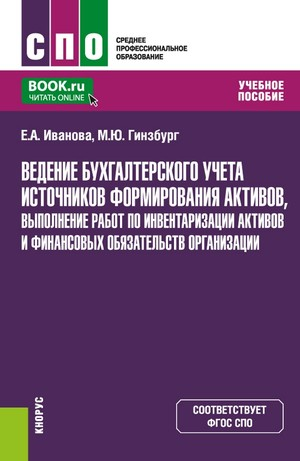 СПО
СРЕДНЕЕ
ПРОФЕССИОНАЛЬНОЕ
ОБРАЗОВАНИЕ
BOOK.ru
ЧИТАТЬ ONLINE
УЧЕБНОЕ
ПОСОБИЕ
Е.А. Иванова, М.Ю. Гинзбург
ВЕДЕНИЕ БУХГАЛТЕРСКОГО УЧЕТА
ИСТОЧНИКОВ ФОРМИРОВАНИЯ АКТИВОВ,
ВЫПОЛНЕНИЕ РАБОТ ПО ИНВЕНТАРИЗАЦИИ АКТИВОВ
И ФИНАНСОВЫХ ОБЯЗАТЕЛЬСТВ ОРГАНИЗАЦИИ
КНОРУС
СООТВЕТСТВУЕТ
ФГОС СПО